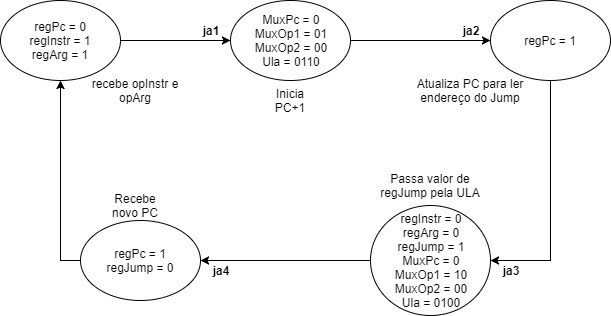 regPc = 0
regInstr = 1
regArg = 1
recebe opInstr e
opArg
ja1
MuxPc = 0
MuxOp1 = 01
MuxOp2 = 00
Ula = 0110
Inicia
PC+1
ja2
regPc = 1
Atualiza PC para ler
endereço do Jump
ja3
Passa valor de
regJump pela ULA
regInstr = 0
regArg = 0
regJump = 1
MuxPc = 0
MuxOp1 = 10
MuxOp2 = 00
Ula = 0100
ja4
Recebe
novo PC
regPc = 1
regJump = 0